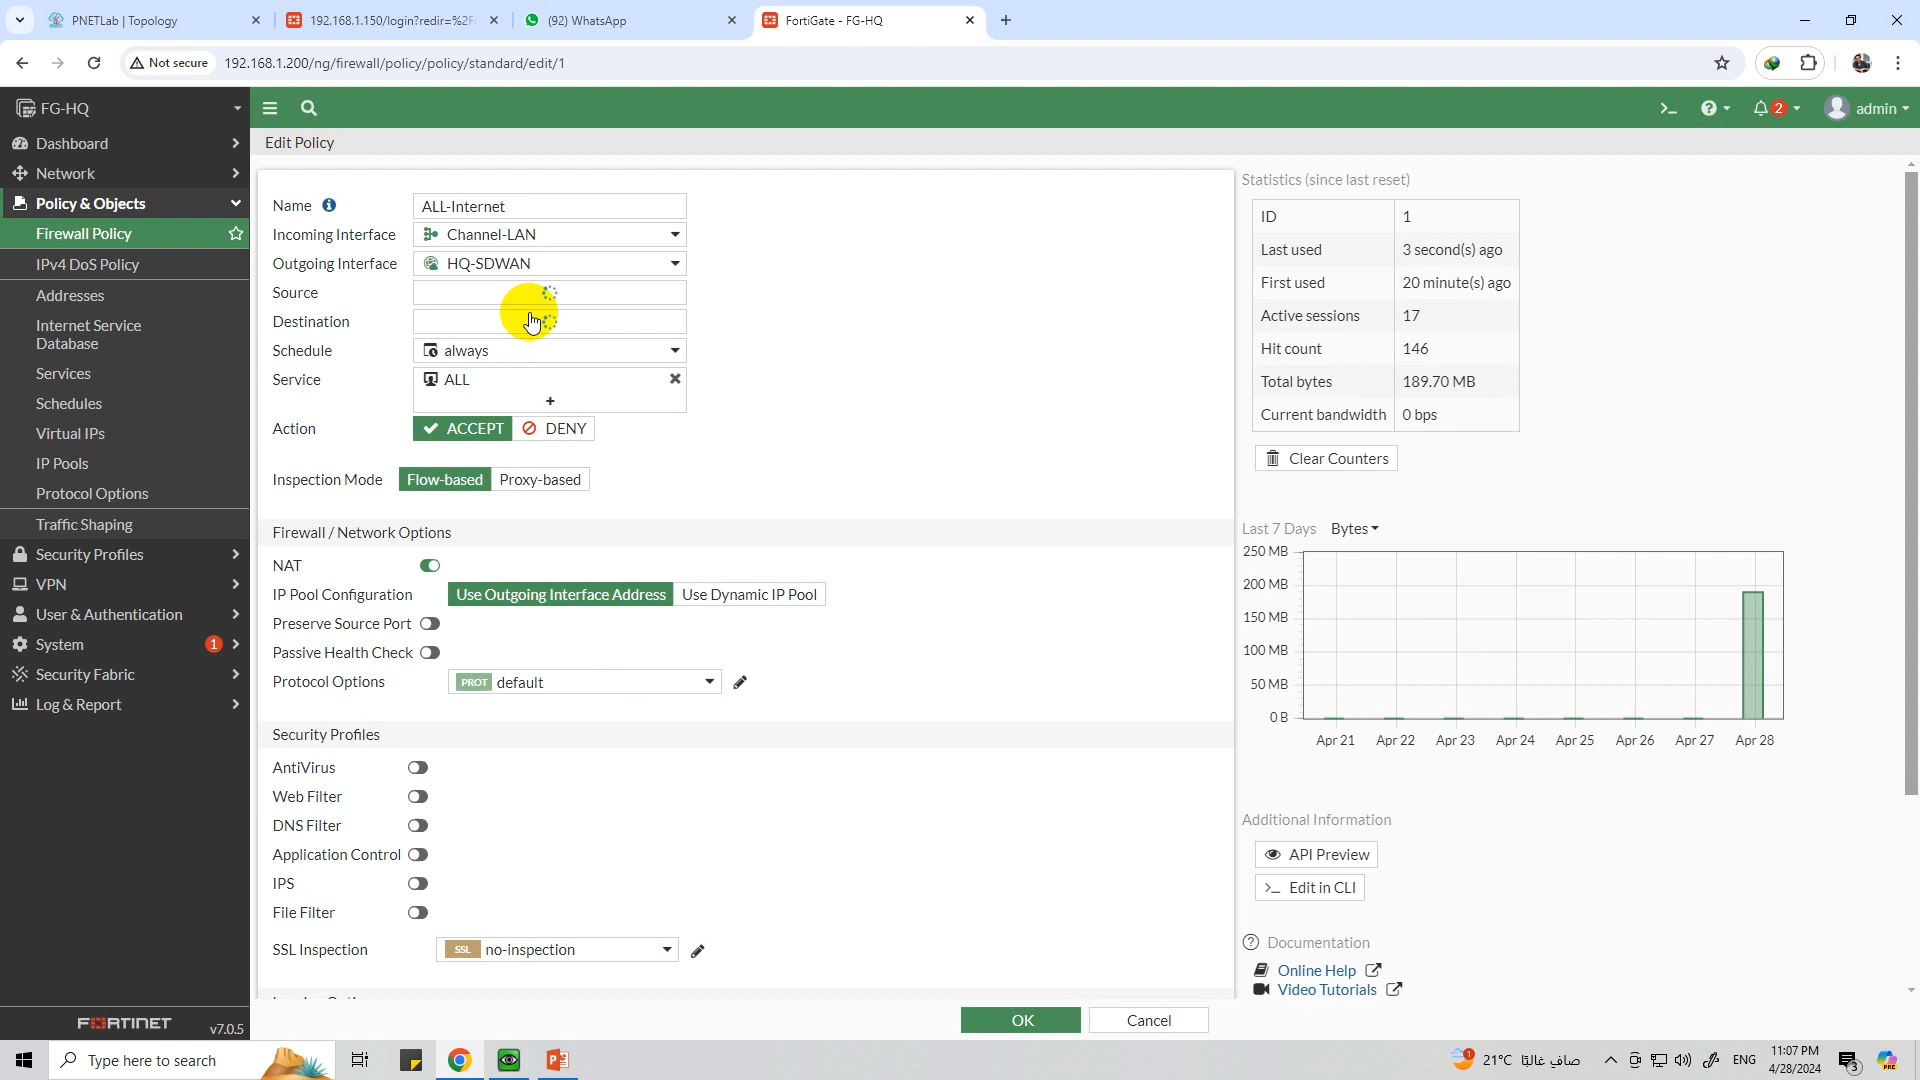 PNETLab | Topology
192.168.1.150/login?redir=%2F
(92) WhatsApp
FortiGate - FG-HQ
Not secure
192.168.1.200/ng/firewall/policy/policy/standard/edit/1
FG-HQ
2
admin
Dashboard
Network
Policy & Objects
Firewall Policy
IPv4 DoS Policy
Addresses
Internet Service
Database
Services
Schedules
Virtual IPs
IP Pools
Protocol Options
Traffic Shaping
Security Profiles
VPN
User & Authentication
System
1
Security Fabric
Log & Report
FORTINET
v7.0.5
Edit Policy
Name
ALL-Internet
Incoming Interface
Channel-LAN
Outgoing Interface
HQ-SDWAN
Source
Destination
Schedule
always
Service
ALL
Action
ACCEPT
DENY
Inspection Mode
Flow-based
Proxy-based
Firewall / Network Options
NAT
IP Pool Configuration
Use Outgoing Interface Address
Use Dynamic IP Pool
Preserve Source Port
Passive Health Check
Protocol Options
PROT
default
Security Profiles
AntiVirus
Web Filter
DNS Filter
Application Control
IPS
File Filter
SSL Inspection
SSL
no-inspection
OK
Cancel
Statistics (since last reset)
ID
1
Last used
3 second(s) ago
First used
20 minute(s) ago
Active sessions
17
Hit count
146
Total bytes
189.70 MB
Current bandwidth
0 bps
Clear Counters
Last 7 Days
Bytes
250 MB
200 MB
150 MB
100 MB
50 MB
0 B
Apr 21
Apr 22
Apr 23
Apr 24
Apr 25
Apr 26
Apr 27
Apr 28
Additional Information
API Preview
Edit in CLI
Documentation
Online Help
Video Tutorials
Type here to search
1
21°C
صافٍ غالبًا
ENG
11:07 PM
4/28/2024
3
PRE